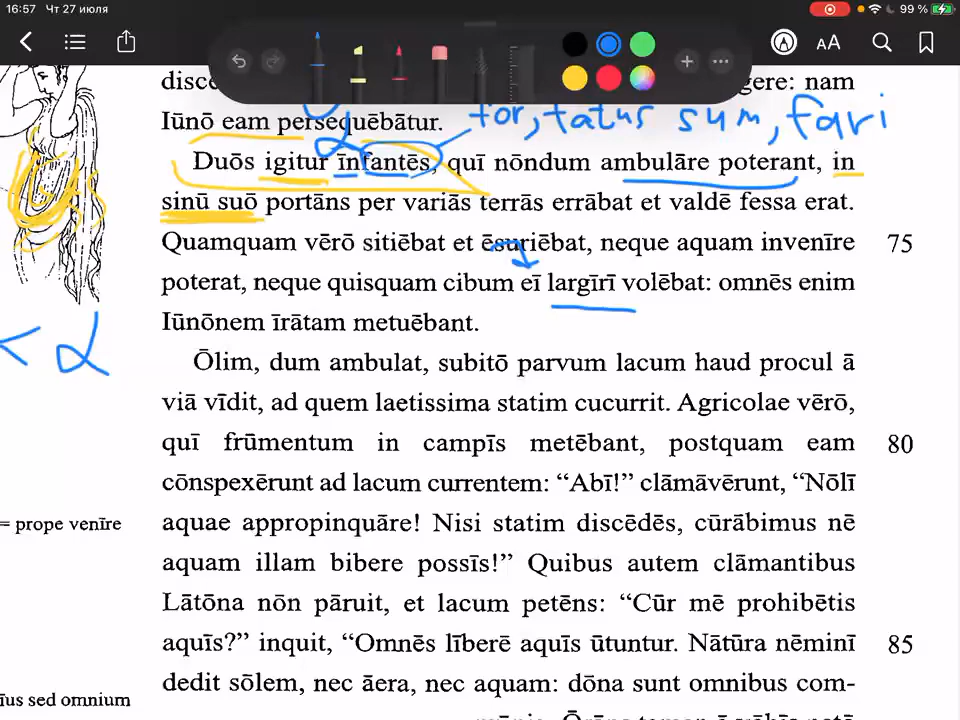 16:57 Чт 27 июля 99 %
AA
disc gere: nam
Iūnō eam persequēbātur.
for, fatus sum, fari
Duōs igitur īnfantēs, quī nōndum ambulāre poterant, in
sinū suō portāns per variās terrās errābat et valdē fessa erat.
Quamquam vērō sitiēbat et ēsuriēbat, neque aquam invenīre 75
poterat, neque quisquam cibum eī largīrī volēbat: omnēs enim
Iūnōnem īrātam metuēbant.
< α
Ōlim, dum ambulat, subitō parvum lacum haud procul ā
viā vīdit, ad quem laetissima statim cucurrit. Agricolae vērō,
quī frūmentum in campīs metēbant, postquam eam 80
cōnspexērunt ad lacum currentem: “Abī!” clāmāvērunt, “Nōlī
= prope venīre
aquae appropinquāre! Nisi statim discēdēs, cūrābimus nē
aquam illam bibere possīs!” Quibus autem clāmantibus
Lātōna nōn pāruit, et lacum petēns: “Cūr mē prohibētis
aquīs?” inquit, “Omnēs līberē aquīs ūtuntur. Nātūra nēminī 85
dedit sōlem, nec āera, nec aquam: dōna sunt omnibus com-
īus sed omnium